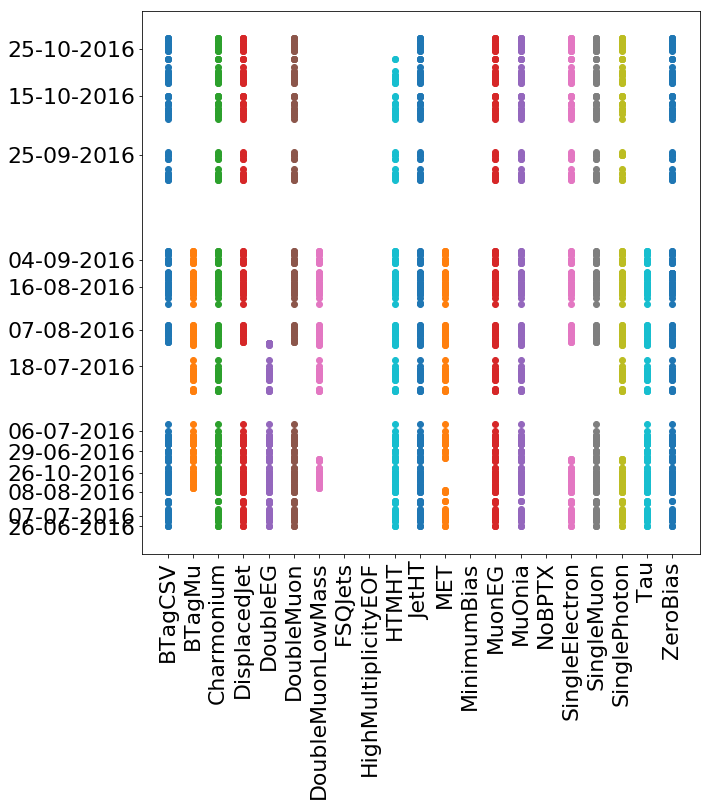 25-10-2016
15-10-2016
25-09-2016
04-09-2016
16-08-2016
07-08-2016
18-07-2016
06-07-2016
29-06-2016
26-10-2016
08-08-2016
07-07-2016
26-06-2016
BTagCSV
BTagMu
Charmonium
DisplacedJet
DoubleEG
DoubleMuon
DoubleMuonLowMass
FSQJets
HighMultiplicityEOF
HTMHT
JetHT
MET
MinimumBias
MuonEG
MuOnia
NoBPTX
SingleElectron
SingleMuon
SinglePhoton
Tau
ZeroBias